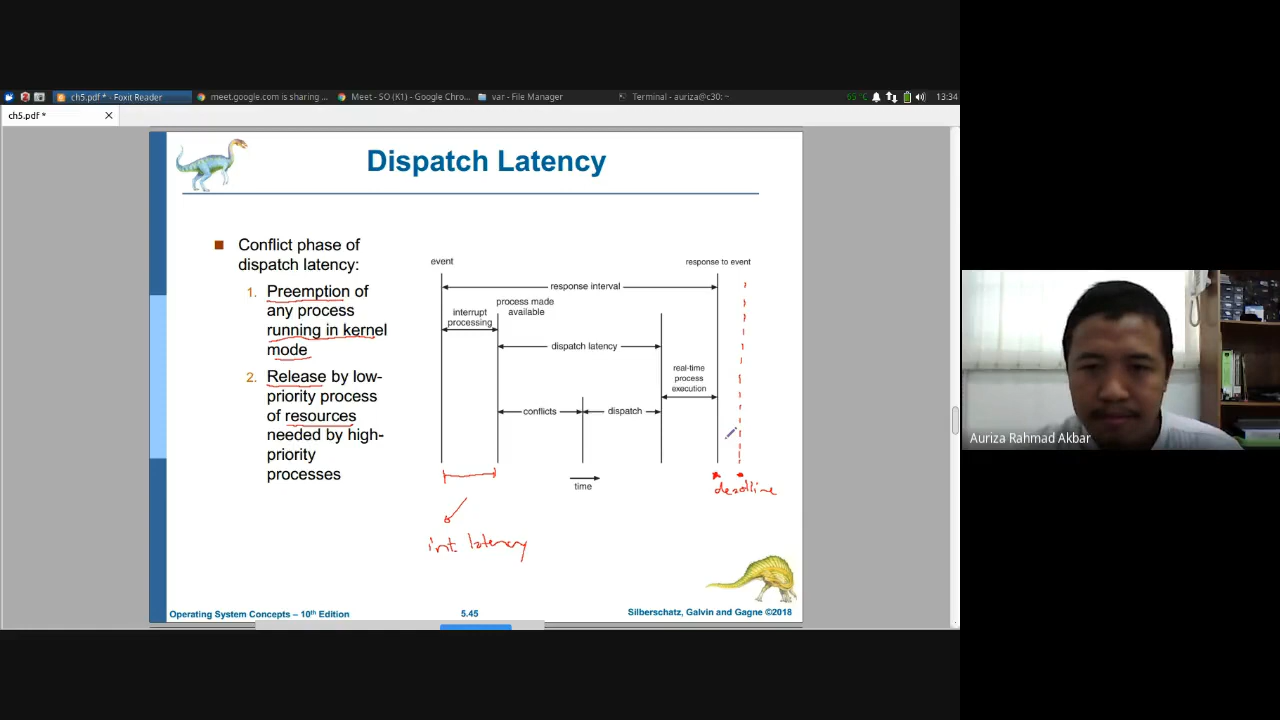 ch5.pdf * - Foxit Reader
meet.google.com is sharing ...
Meet - SO (K1) - Google Chro...
var - File Manager
Terminal - auriza@c30: ~
65 °C
13:34
ch5.pdf *
Dispatch Latency
Conflict phase of
dispatch latency:
1. Preemption of
any process
running in kernel
mode
2. Release by low-
priority process
of resources
needed by high-
priority
processes
event
response to event
response interval
process made
available
interrupt
processing
dispatch latency
real-time
process
execution
conflicts
dispatch
time
deadline
int. latency
Operating System Concepts – 10th Edition
5.45
Silberschatz, Galvin and Gagne ©2018
Auriza Rahmad Akbar